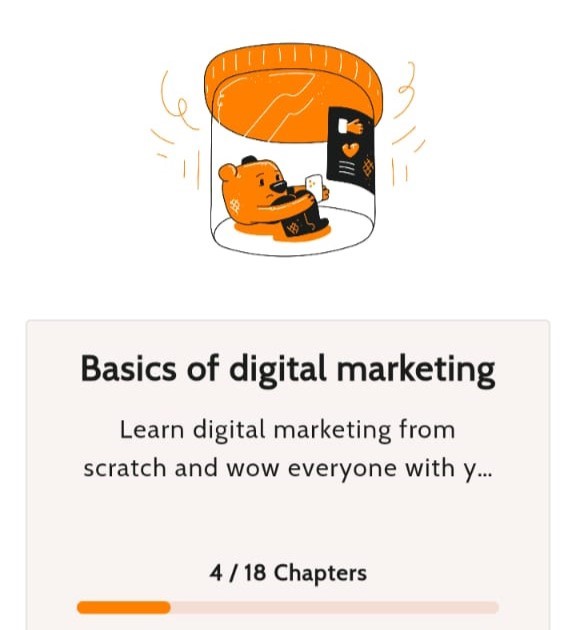 Basics of digital marketing
Learn digital marketing from
scratch and wow everyone with y...
4 / 18 Chapters